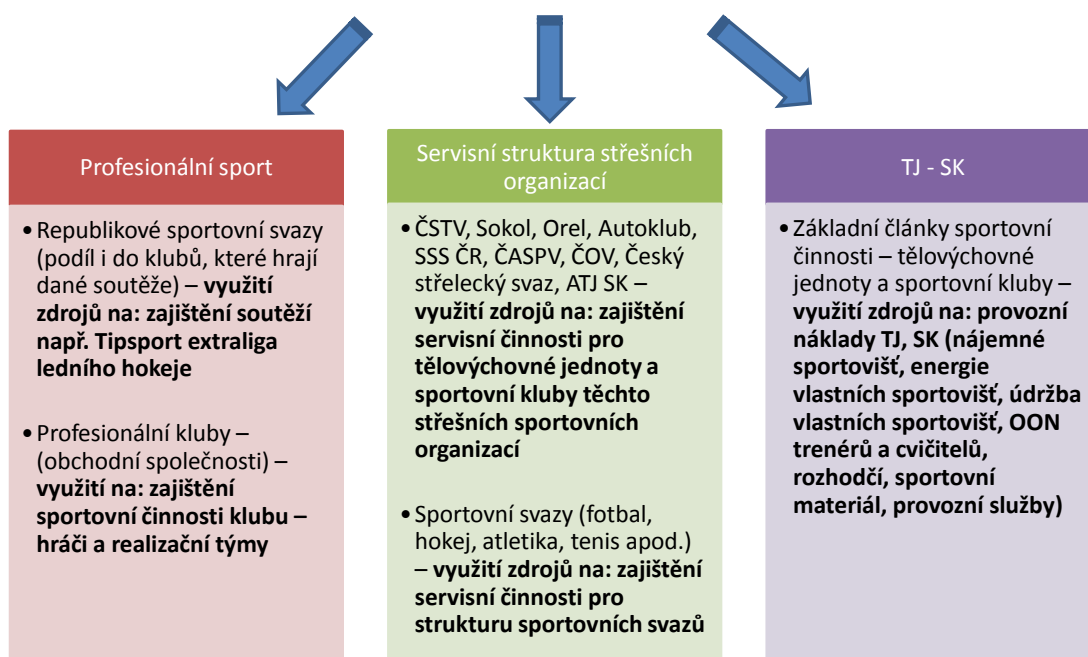 Profesionální sport
• Republikové sportovní svazy
(podíl i do klubů, které hrají
dané soutěže) – využití
zdrojů na: zajištění soutěží
např. Tipsport extraliga
ledního hokeje
• Profesionální kluby –
(obchodní společnosti) –
využití na: zajištění
sportovní činnosti klubu –
hráči a realizační týmy
Servisní struktura střešních
organizací
• ČSTV, Sokol, Orel, Autoklub,
SSS ČR, ČASPV, ČOV, Český
střelecký svaz, ATJ SK –
využití zdrojů na: zajištění
servisní činnosti pro
tělovýchovné jednoty a
sportovní kluby těchto
střešních sportovních
organizací
• Sportovní svazy (fotbal,
hokej, atletika, tenis apod.)
– využití zdrojů na: zajištění
servisní činnosti pro
strukturu sportovních svazů
TJ - SK
• Základní články sportovní
činnosti – tělovýchovné
jednoty a sportovní kluby –
využití zdrojů na: provozní
náklady TJ, SK (nájemné
sportovišť, energie
vlastních sportovišť, údržba
vlastních sportovišť, OON
trenérů a cvičitelů,
rozhodčí, sportovní
materiál, provozní služby)